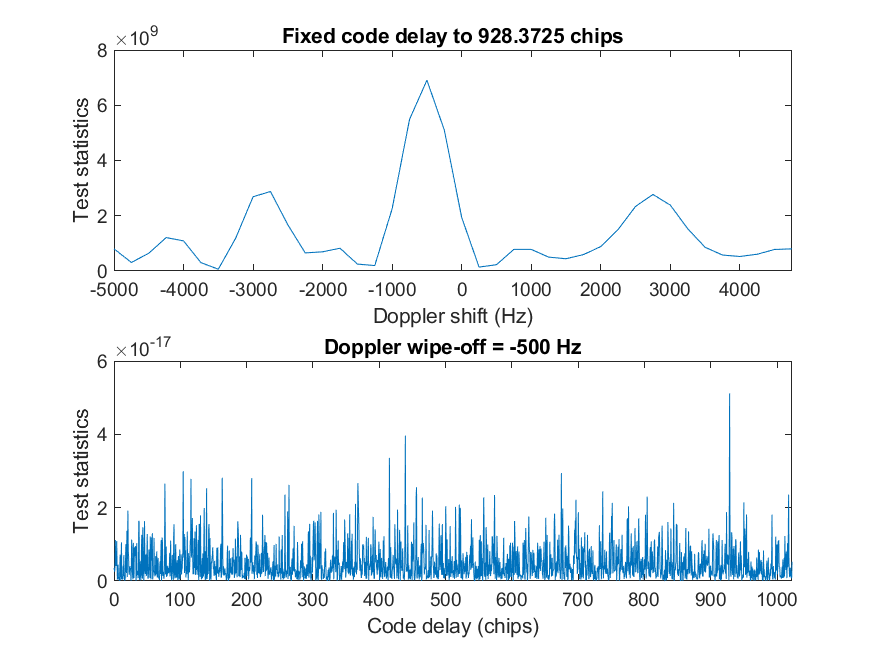 ×10^9
Fixed code delay to 928.3725 chips
8
6
4
2
0
Test statistics
-5000 -4000 -3000 -2000 -1000 0 1000 2000 3000 4000
Doppler shift (Hz)
×10^-17
Doppler wipe-off = -500 Hz
6
4
2
0
Test statistics
0 100 200 300 400 500 600 700 800 900 1000
Code delay (chips)